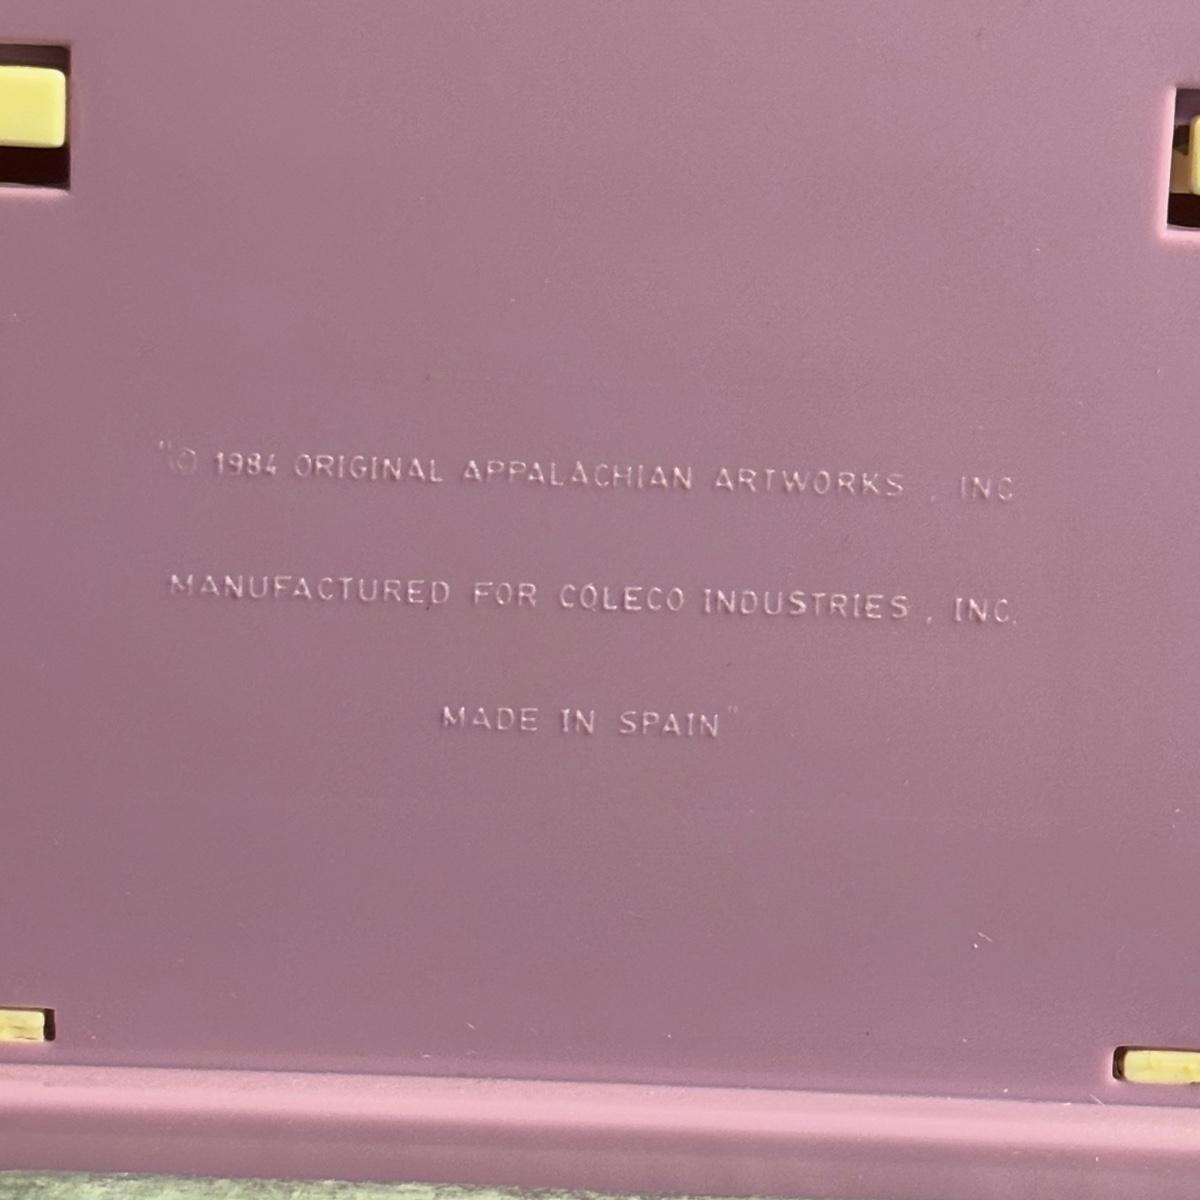 "© 1984 ORIGINAL APPALACHIAN ARTWORKS , INC
MANUFACTURED FOR COLECO INDUSTRIES , INC.
MADE IN SPAIN"